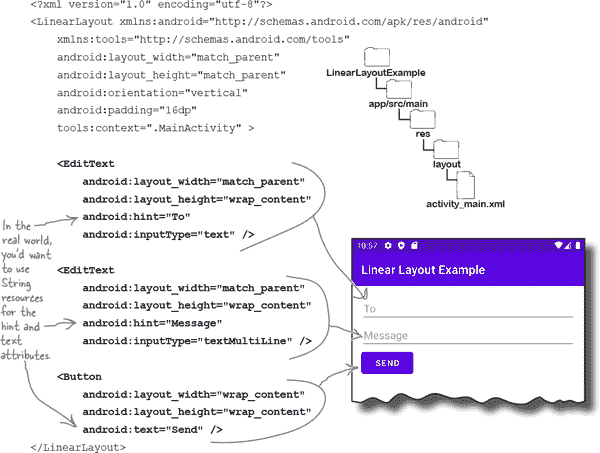 <?xml version="1.0" encoding="utf-8"?>
<LinearLayout xmlns:android="http://schemas.android.com/apk/res/android"
xmlns:tools="http://schemas.android.com/tools"
android:layout_width="match_parent"
android:layout_height="match_parent"
android:orientation="vertical"
android:padding="16dp"
tools:context=".MainActivity" >
<EditText
android:layout_width="match_parent"
android:layout_height="wrap_content"
android:hint="To"
android:inputType="text" />
<EditText
android:layout_width="match_parent"
android:layout_height="wrap_content"
android:hint="Message"
android:inputType="textMultiLine" />
<Button
android:layout_width="wrap_content"
android:layout_height="wrap_content"
android:text="Send" />
</LinearLayout>
In the
real world,
you'd want
to use
String
resources
for the
hint and
text
attributes
LinearLayoutExample
app/src/main
res
layout
activity_main.xml
10:57
Linear Layout Example
To
Message
SEND